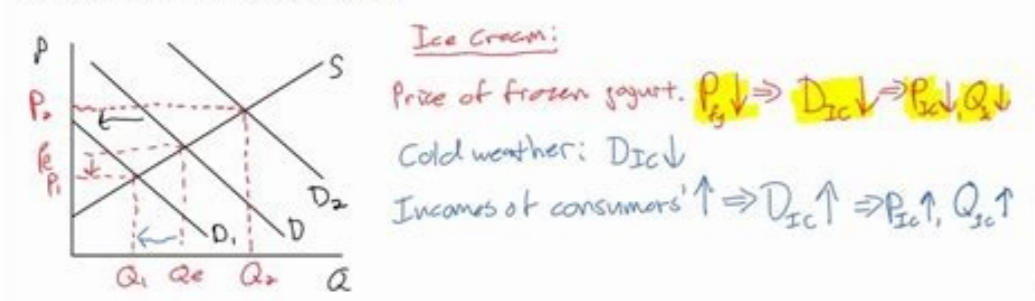 P
S
P₂
Pe
P₁
D₂
D₁
D
Q₁ Qe Q₂ Q
Ice Cream:
Price of frozen yogurt. P_fy ↓ ⇒ D_Ic ↓ ⇒ P_Ic ↓, Q_Ic ↓
Cold weather: D_Ic ↓
Incomes of consumers' ↑ ⇒ D_Ic ↑ ⇒ P_Ic ↑, Q_Ic ↑